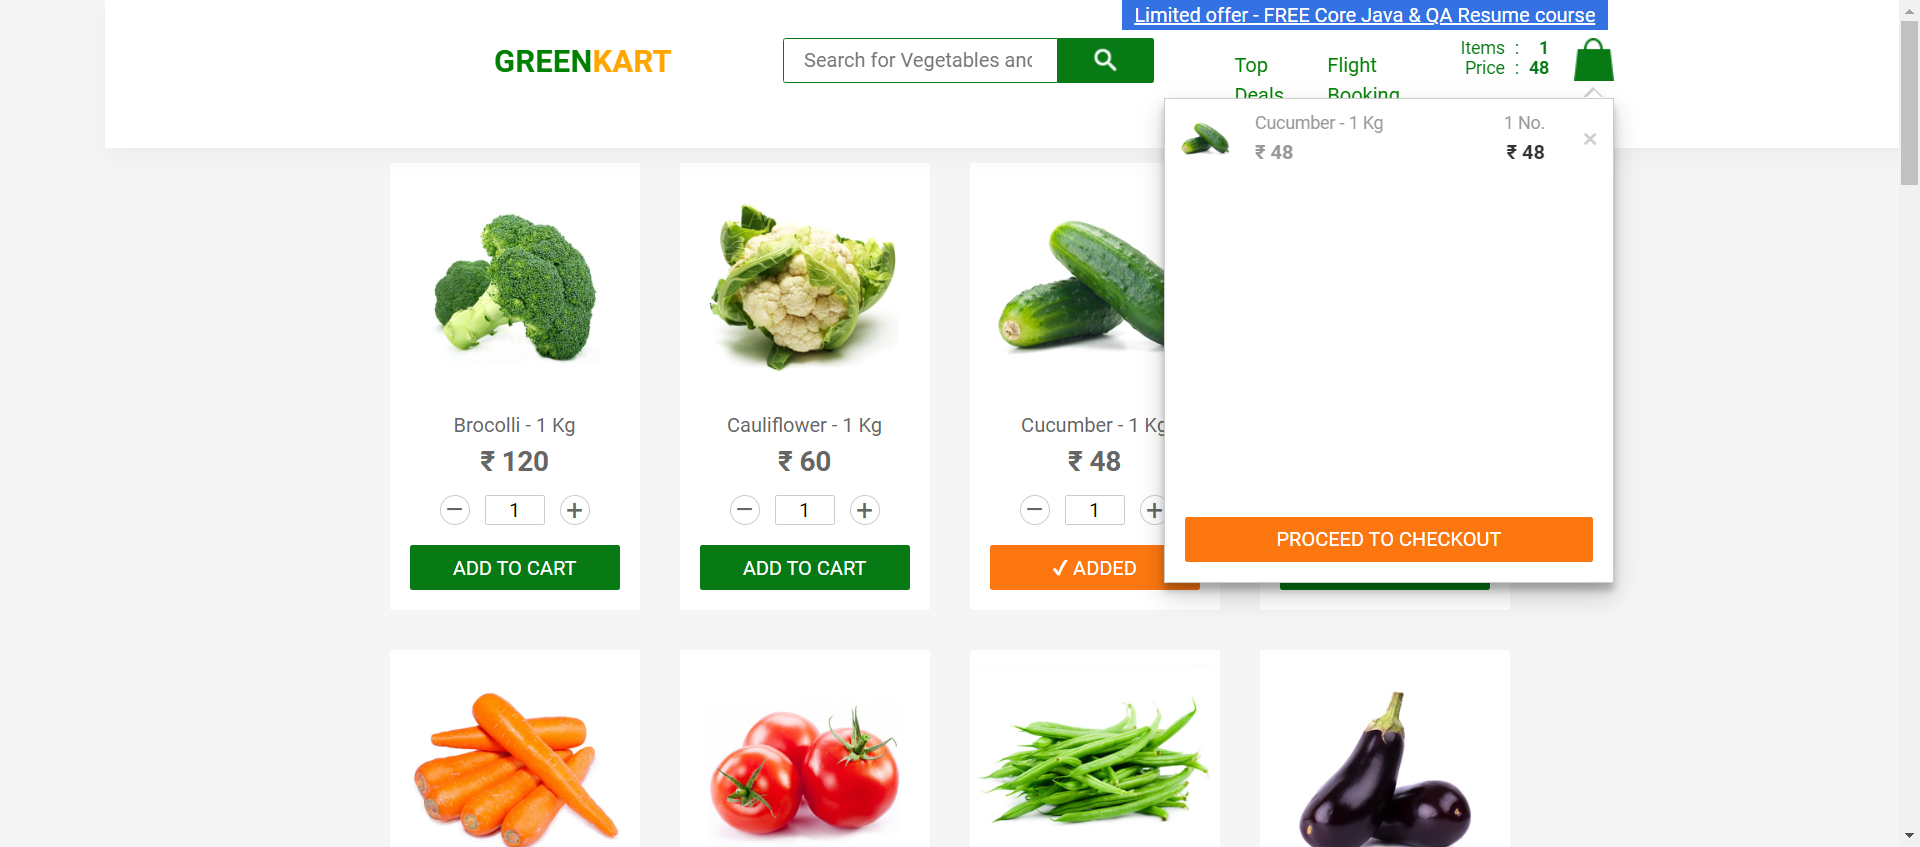 Limited offer - FREE Core Java & QA Resume course
GREENKART
Search for Vegetables and
Top Deals
Flight Booking
Items : 1
Price : 48
Cucumber - 1 Kg 1 No. ×
₹ 48 ₹ 48
PROCEED TO CHECKOUT
Brocolli - 1 Kg
₹ 120
− 1 +
ADD TO CART
Cauliflower - 1 Kg
₹ 60
− 1 +
ADD TO CART
Cucumber - 1 Kg
₹ 48
− 1 +
✓ ADDED